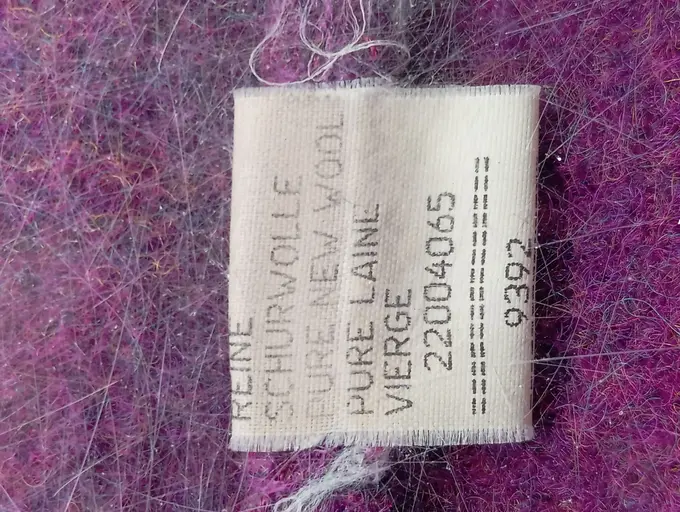 REINE
SCHURWOLLE
PURE NEW WOOL
PURE LAINE
VIERGE
22004065
9392